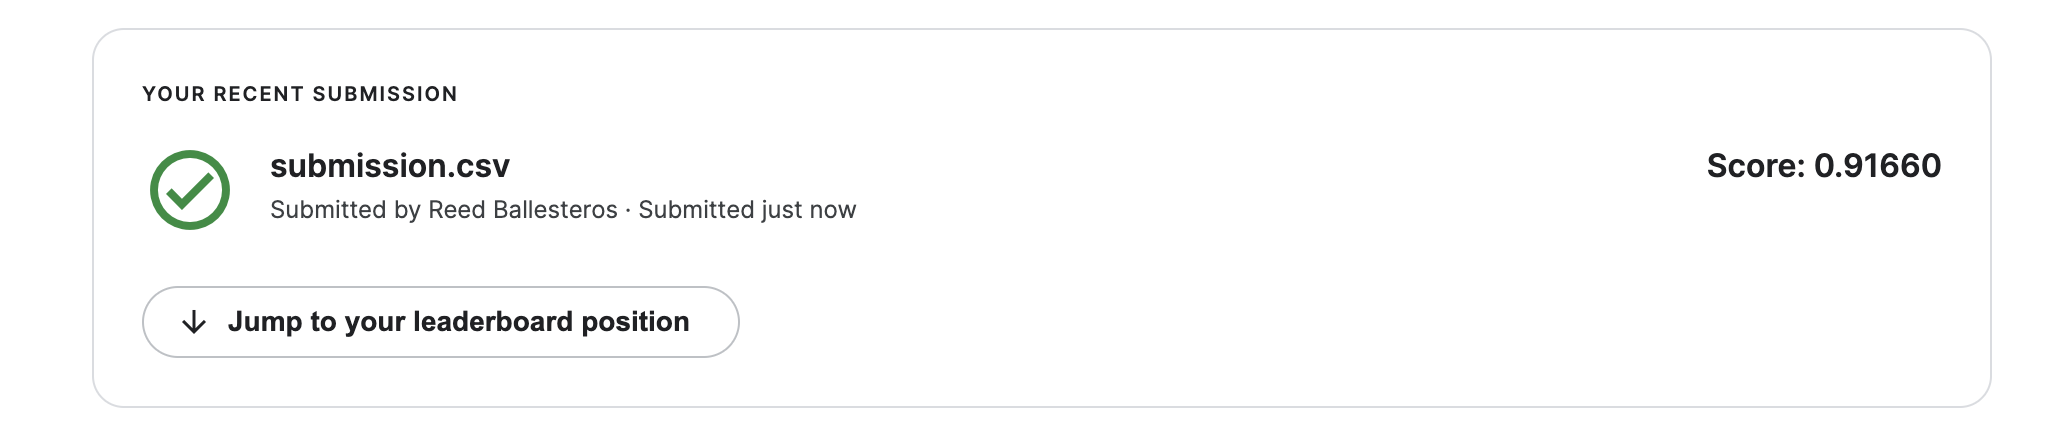 YOUR RECENT SUBMISSION
submission.csv
Score: 0.91660
Submitted by Reed Ballesteros · Submitted just now
Jump to your leaderboard position